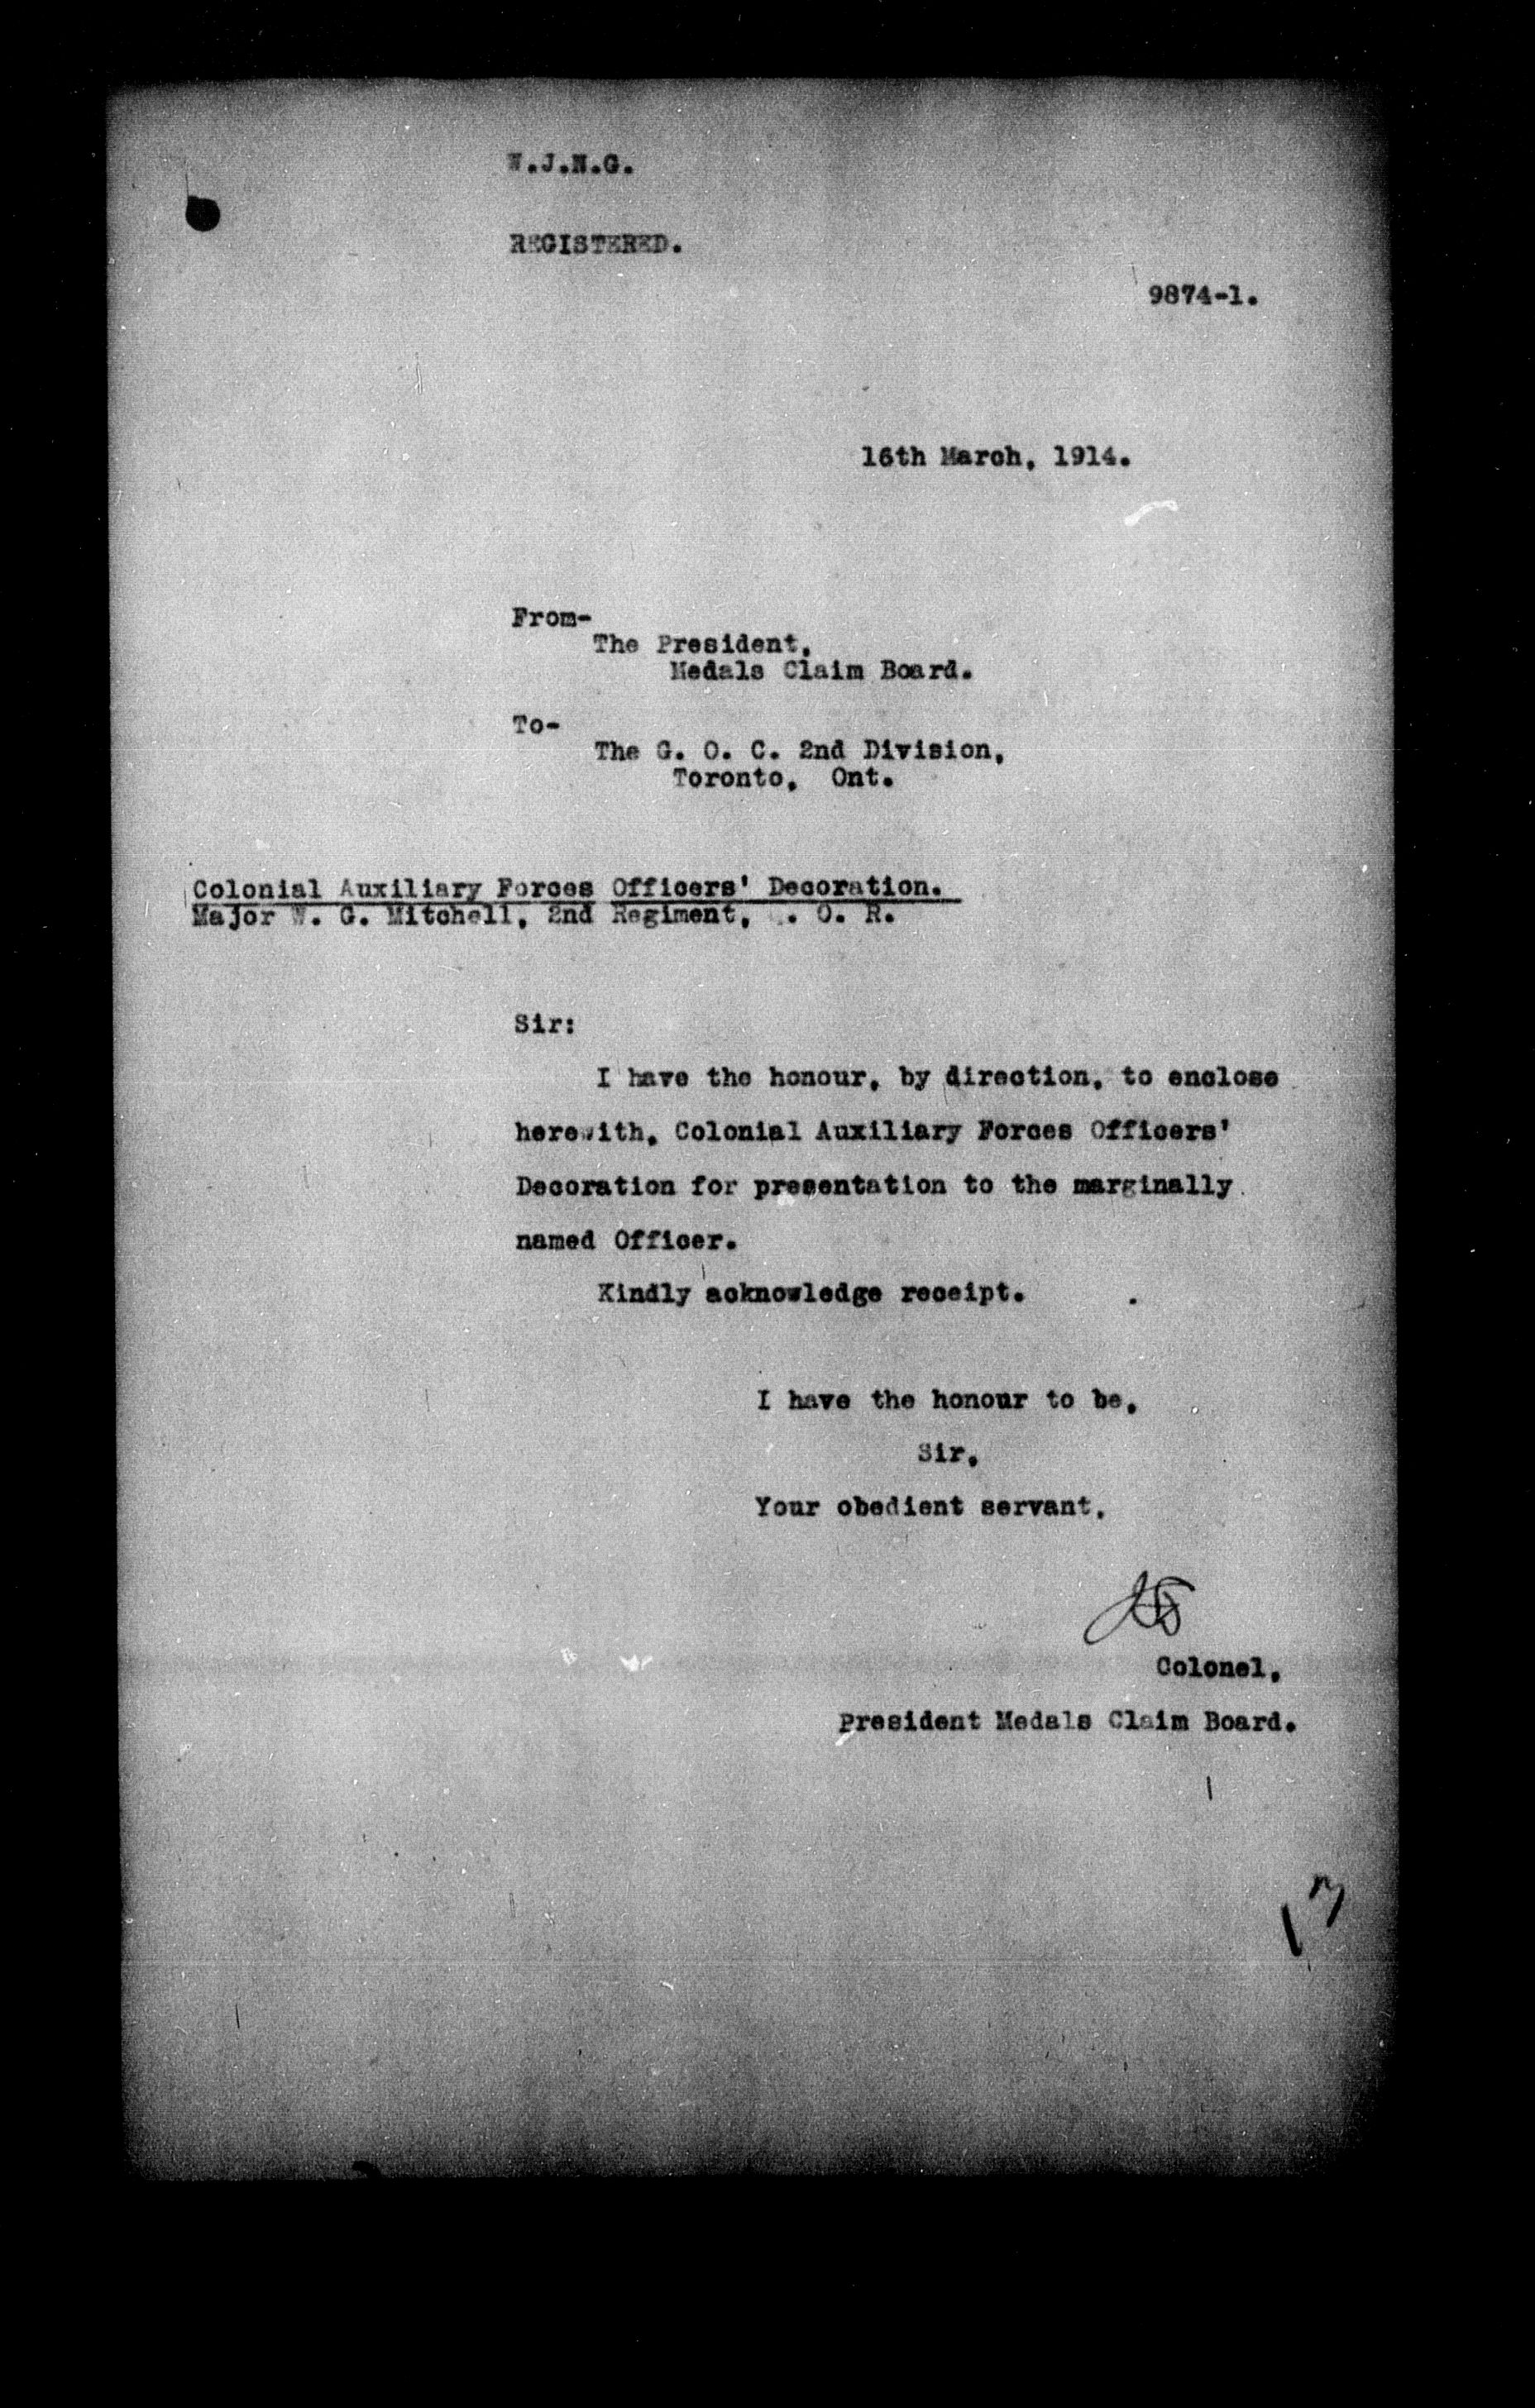 W.J.N.G.
REGISTERED.
9874-1.
16th March, 1914.
From-
The President,
Medals Claim Board.
To-
The G. O. C. 2nd Division,
Toronto, Ont.
Colonial Auxiliary Forces Officers' Decoration.
Major W. G. Mitchell, 2nd Regiment, . O. R.
Sir:
I have the honour, by direction, to enclose
herewith, Colonial Auxiliary Forces Officers'
Decoration for presentation to the marginally
named Officer.
Kindly acknowledge receipt.
I have the honour to be,
Sir,
Your obedient servant,
Colonel,
President Medals Claim Board.